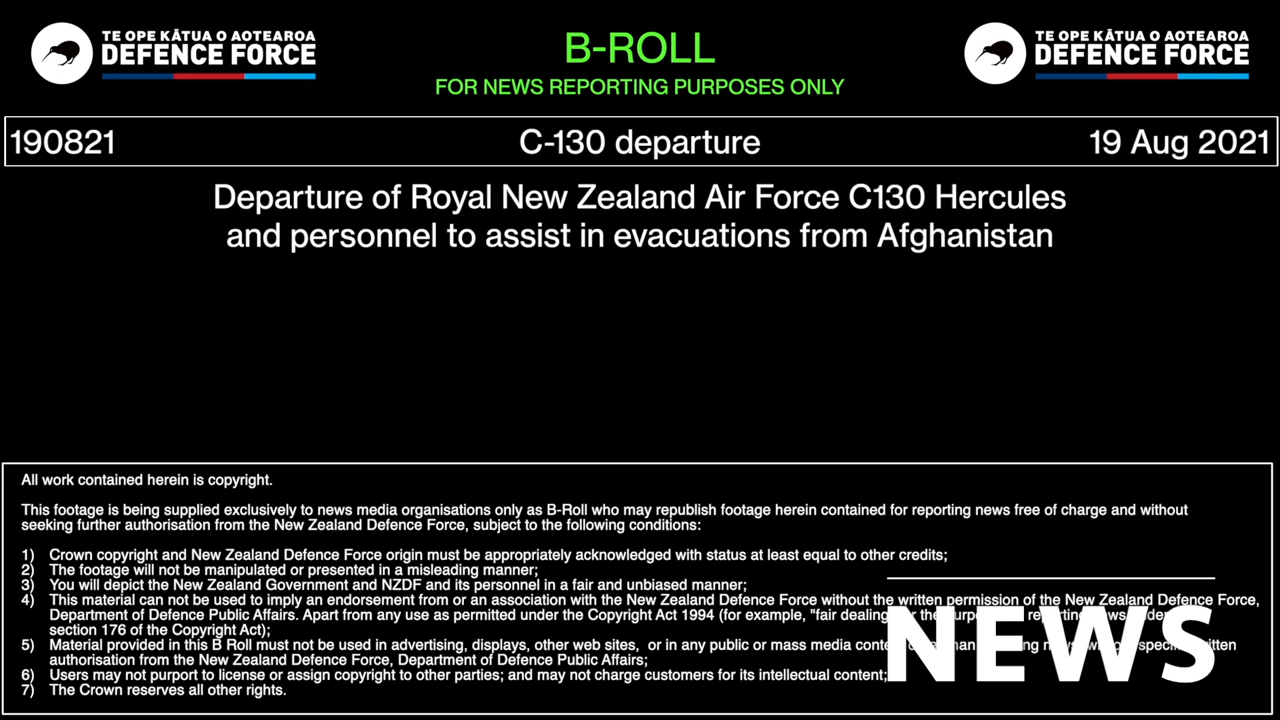 TE OPE KĀTUA O AOTEAROA
DEFENCE FORCE
B-ROLL
FOR NEWS REPORTING PURPOSES ONLY
TE OPE KĀTUA O AOTEAROA
DEFENCE FORCE
190821
C-130 departure
19 Aug 2021
Departure of Royal New Zealand Air Force C130 Hercules
and personnel to assist in evacuations from Afghanistan
All work contained herein is copyright.
This footage is being supplied exclusively to news media organisations only as B-Roll who may republish footage herein contained for reporting news free of charge and without
seeking further authorisation from the New Zealand Defence Force, subject to the following conditions:
1) Crown copyright and New Zealand Defence Force origin must be appropriately acknowledged with status at least equal to other credits;
2) The footage will not be manipulated or presented in a misleading manner;
3) You will depict the New Zealand Government and NZDF and its personnel in a fair and unbiased manner;
4) This material can not be used to imply an endorsement from or an association with the New Zealand Defence Force without the written permission of the New Zealand Defence Force,
Department of Defence Public Affairs. Apart from any use as permitted under the Copyright Act 1994 (for example, "fair dealing
section 176 of the Copyright Act);
5) Material provided in this B Roll must not be used in advertising, displays, other web sites, or in any public or mass media
authorisation from the New Zealand Defence Force, Department of Defence Public Affairs;
6) Users may not purport to license or assign copyright to other parties; and may not charge customers for its intellectual content;
7) The Crown reserves all other rights.
NEWS